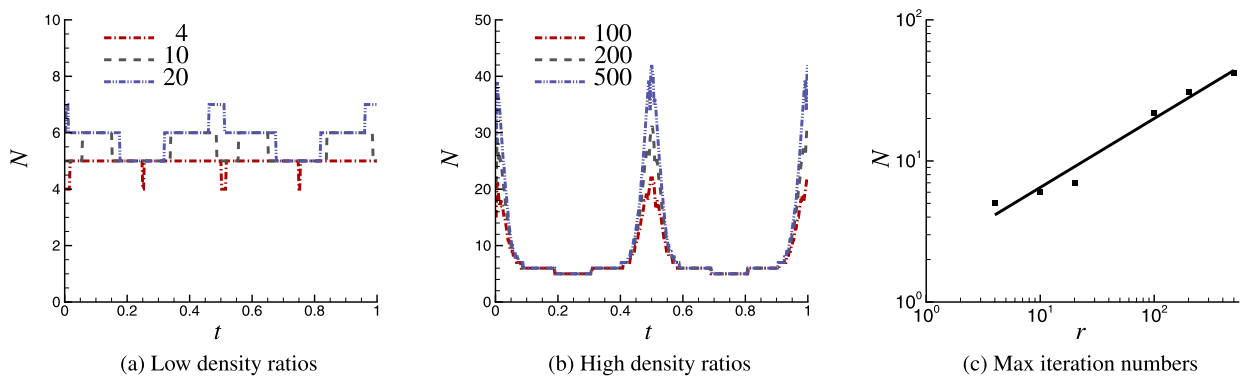 10
8
6
4
2
0
N
4
10
20
0 0.2 0.4 0.6 0.8 1
t
(a) Low density ratios
50
40
30
20
10
0
N
100
200
500
0 0.2 0.4 0.6 0.8 1
t
(b) High density ratios
10²
10¹
10⁰
N
10⁰ 10¹ 10²
r
(c) Max iteration numbers